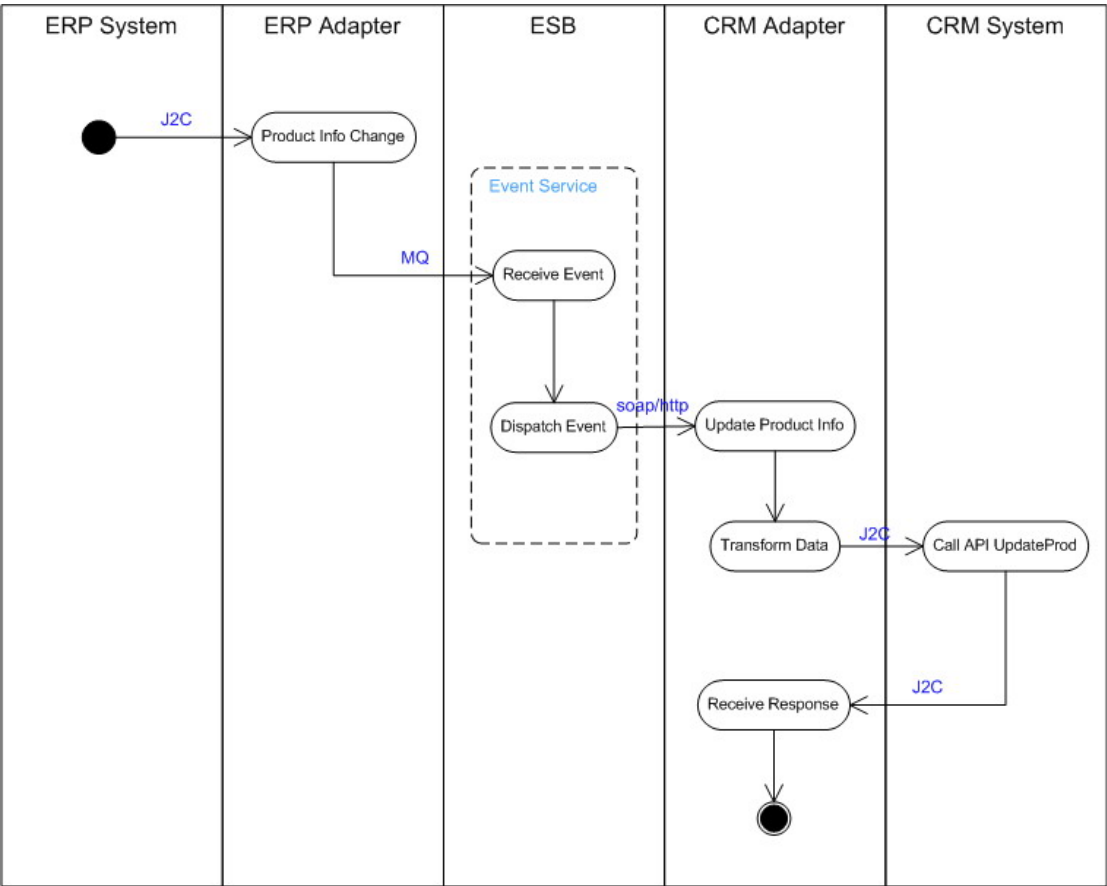 ERP System
ERP Adapter
ESB
CRM Adapter
CRM System
J2C
Product Info Change
Event Service
MQ
Receive Event
soap/http
Dispatch Event
Update Product Info
Transform Data
J2C
Call API UpdateProd
J2C
Receive Response